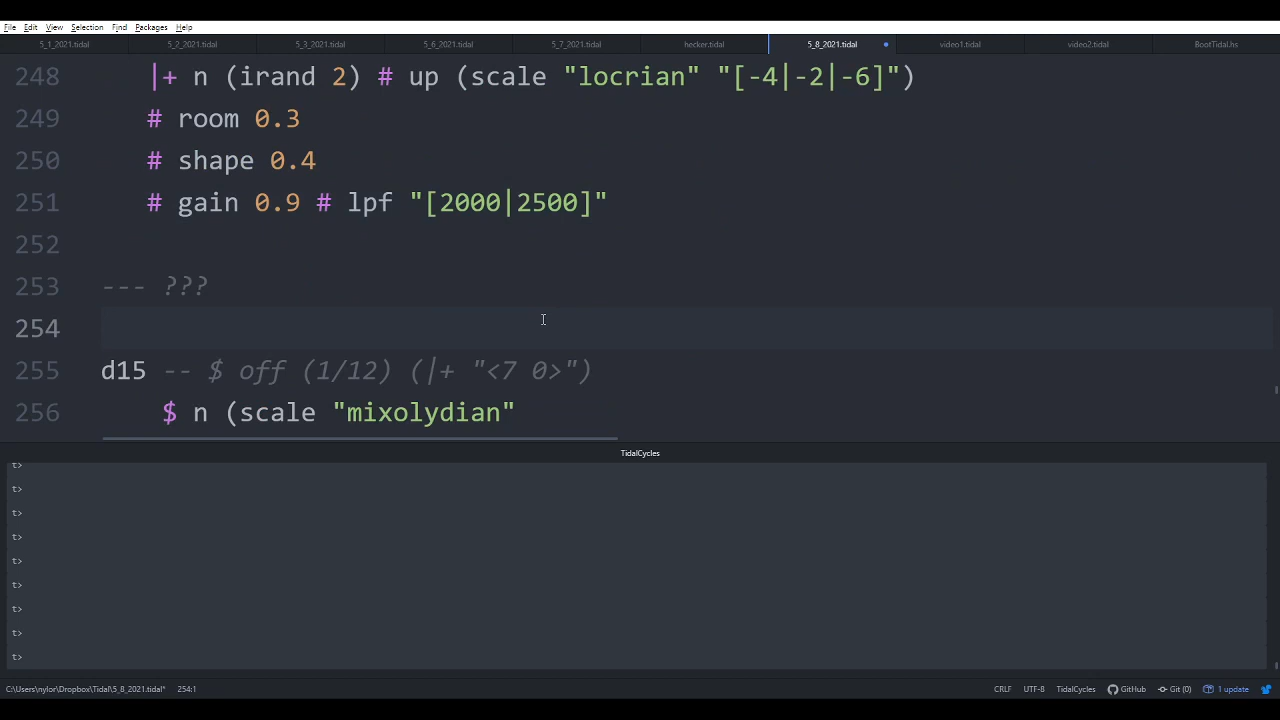 File Edit View Selection Find Packages Help
5_1_2021.tidal 5_2_2021.tidal 5_3_2021.tidal 5_6_2021.tidal 5_7_2021.tidal hecker.tidal 5_8_2021.tidal video1.tidal video2.tidal BootTidal.hs
248 |+ n (irand 2) # up (scale "locrian" "[-4|-2|-6]")
249 # room 0.3
250 # shape 0.4
251 # gain 0.9 # lpf "[2000|2500]"
252
253 --- ???
254
255 d15 -- $ off (1/12) (|+ "<7 0>")
256 $ n (scale "mixolydian"
TidalCycles
t>
t>
t>
t>
t>
t>
t>
t>
t>
C:\Users\nylor\Dropbox\Tidal\5_8_2021.tidal* 254:1 CRLF UTF-8 TidalCycles GitHub Git (0) 1 update